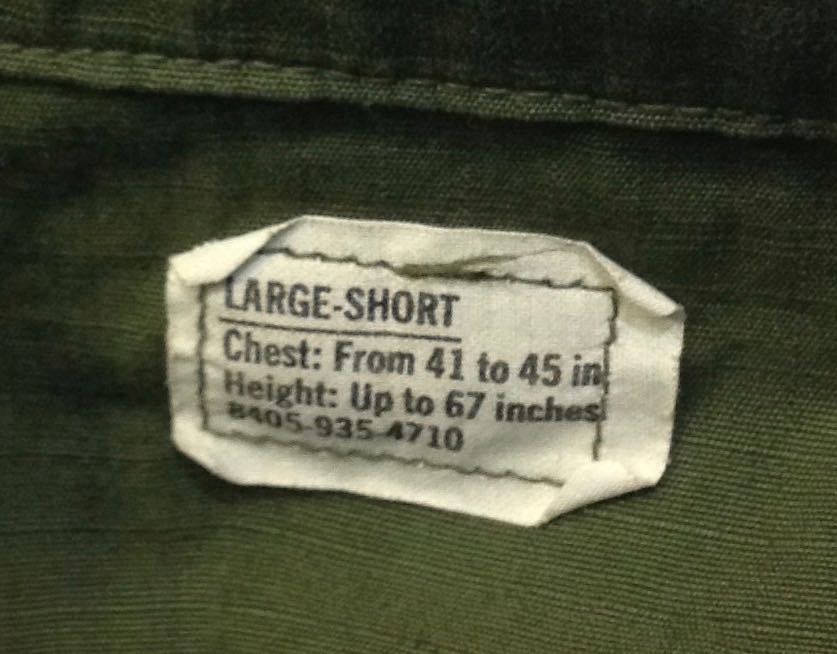 LARGE-SHORT
Chest: From 41 to 45 in
Height: Up to 67 inches
8405-935-4710